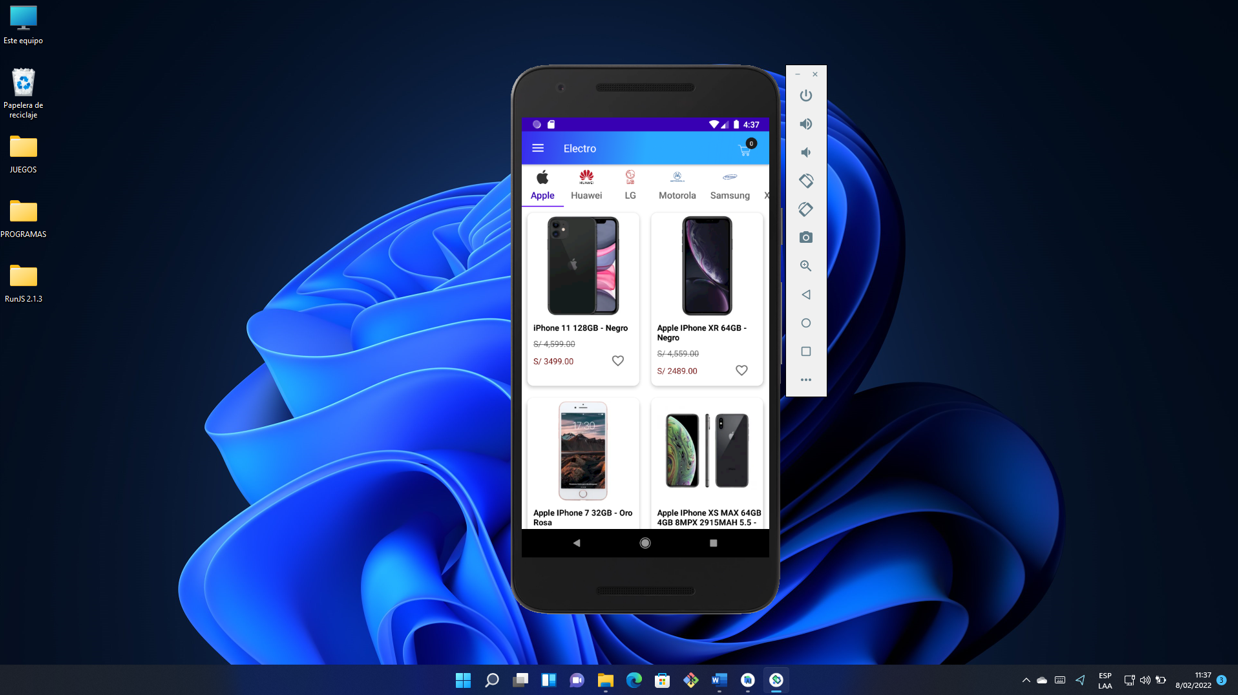 Este equipo
Papelera de
reciclaje
JUEGOS
PROGRAMAS
RunJS 2.1.3
4:37
Electro
0
Apple
Huawei
LG
Motorola
Samsung
X
iPhone 11 128GB - Negro
S/ 4,599.00
S/ 3499.00
Apple IPhone XR 64GB -
Negro
S/ 4,559.00
S/ 2489.00
17:30
Apple IPhone 7 32GB - Oro
Rosa
Apple IPhone XS MAX 64GB
4GB 8MPX 2915MAH 5.5 -
ESP
LAA
11:37
8/02/2022
3